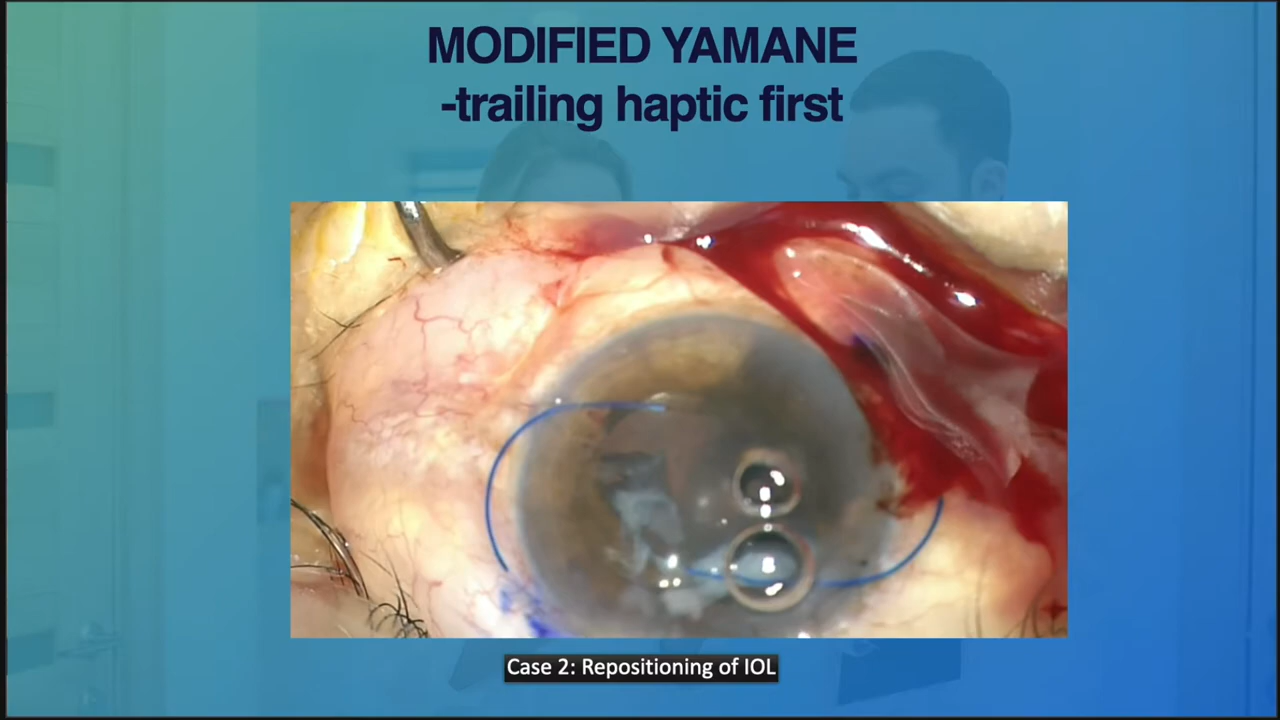 MODIFIED YAMANE
-trailing haptic first
Case 2: Repositioning of IOL